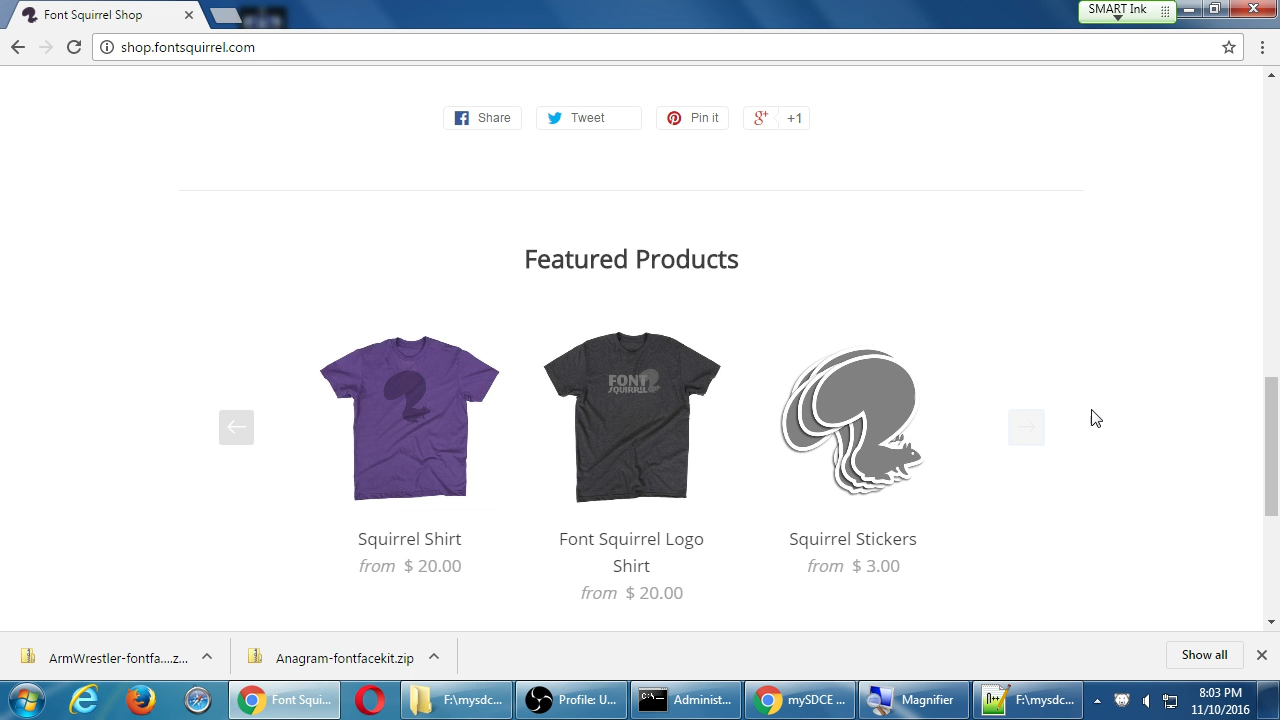 Font Squirrel Shop
SMART Ink
shop.fontsquirrel.com
Share
Tweet
Pin it
g+ +1
Featured Products
FONT
SQUIRREL
Squirrel Shirt
from $ 20.00
Font Squirrel Logo
Shirt
from $ 20.00
Squirrel Stickers
from $ 3.00
ArmWrestler-fontfa....z...
Anagram-fontfacekit.zip
Show all
Font Squi...
F:\mysdc...
Profile: U...
Administ...
mySDCE ...
Magnifier
F:\mysdc...
8:03 PM
11/10/2016